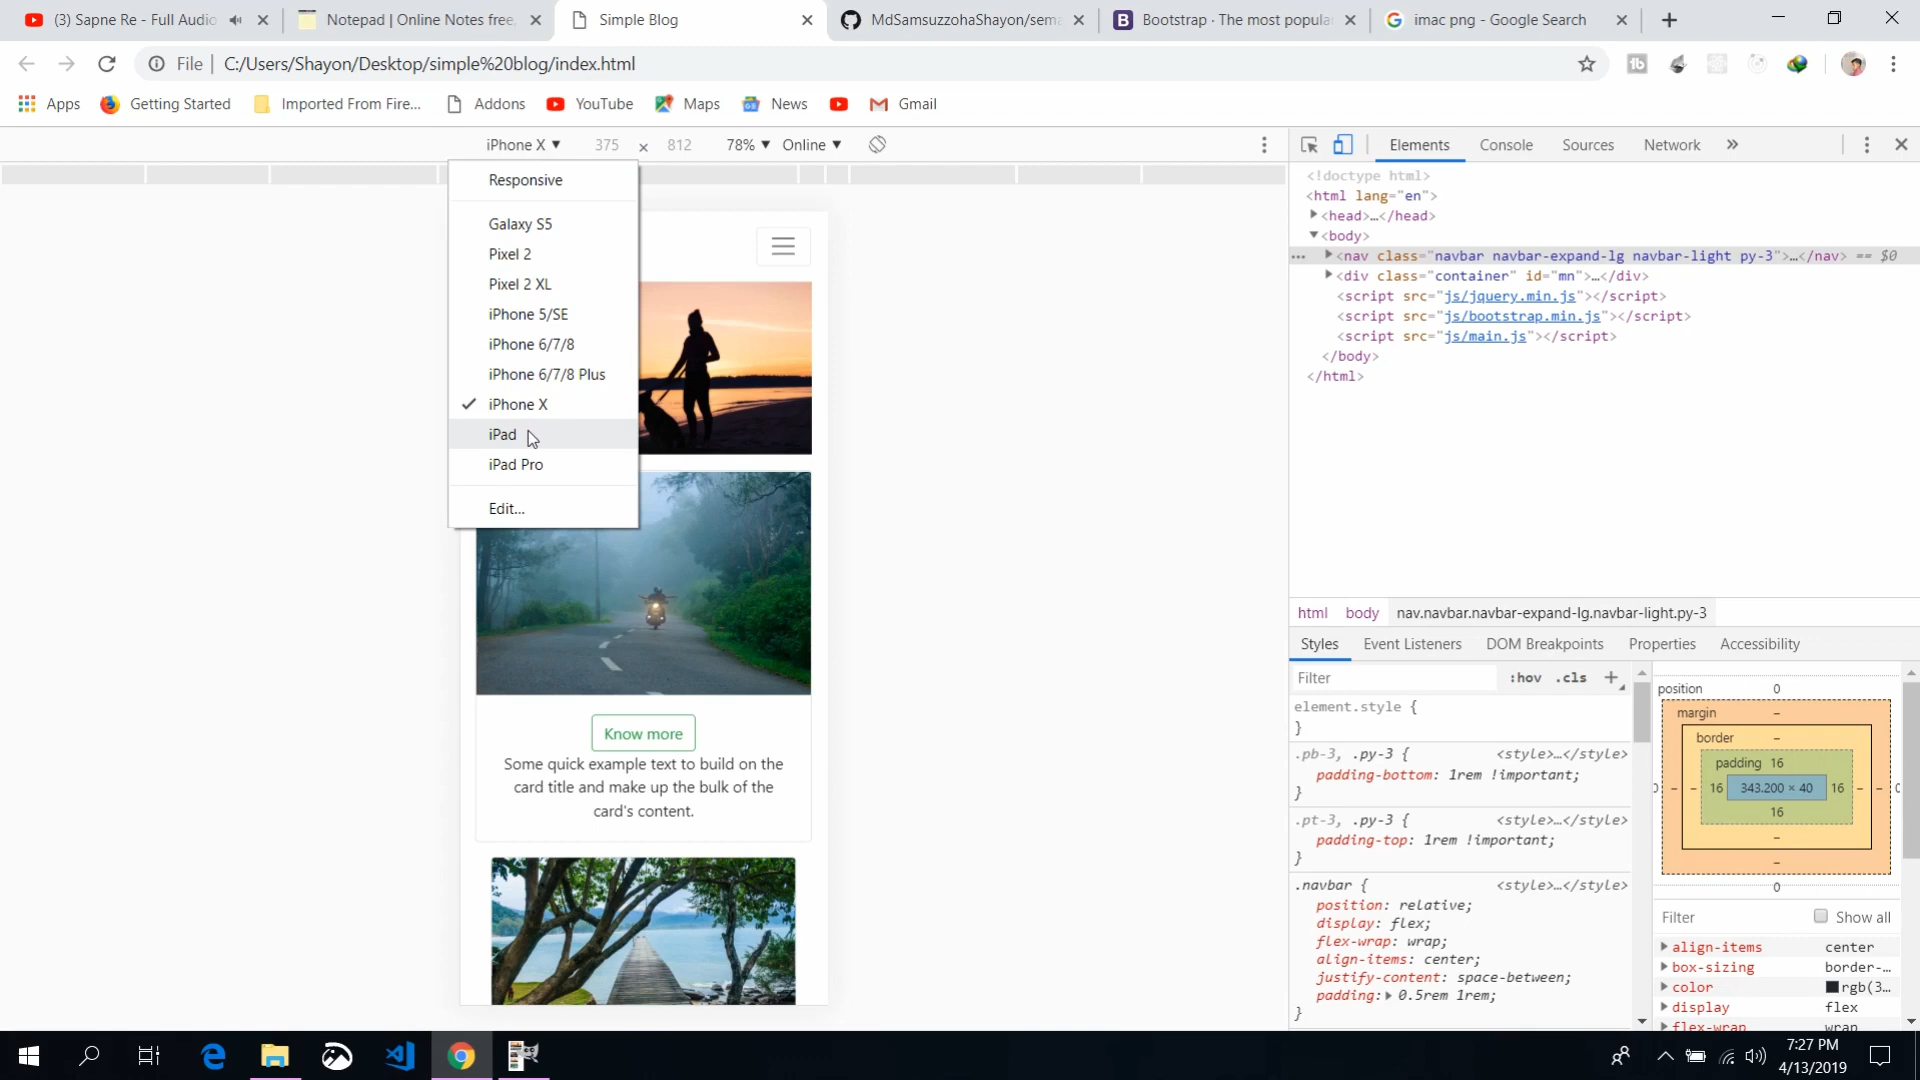 (3) Sapne Re - Full Audio
Notepad | Online Notes free,
Simple Blog
MdSamsuzzohaShayon/sema
Bootstrap · The most popula
imac png - Google Search
File
C:/Users/Shayon/Desktop/simple%20blog/index.html
Apps
Getting Started
Imported From Fire...
Addons
YouTube
Maps
News
Gmail
iPhone X ▼
375
×
812
78% ▼
Online ▼
Responsive
Galaxy S5
Pixel 2
Pixel 2 XL
iPhone 5/SE
iPhone 6/7/8
iPhone 6/7/8 Plus
iPhone X
iPad
iPad Pro
Edit...
Know more
Some quick example text to build on the
card title and make up the bulk of the
card's content.
Elements
Console
Sources
Network
»
<!doctype html>
<html lang="en">
<head>…</head>
<body>
<nav class="navbar navbar-expand-lg navbar-light py-3">…</nav> == $0
<div class="container" id="mn">…</div>
<script src="js/jquery.min.js"></script>
<script src="js/bootstrap.min.js"></script>
<script src="js/main.js"></script>
</body>
</html>
html
body
nav.navbar.navbar-expand-lg.navbar-light.py-3
Styles
Event Listeners
DOM Breakpoints
Properties
Accessibility
Filter
:hov
.cls
+
element.style {
}
.pb-3, .py-3 {
<style>…</style>
padding-bottom: 1rem !important;
}
.pt-3, .py-3 {
<style>…</style>
padding-top: 1rem !important;
}
.navbar {
<style>…</style>
position: relative;
display: flex;
flex-wrap: wrap;
align-items: center;
justify-content: space-between;
padding: 0.5rem 1rem;
}
position
0
margin
–
border
–
padding
16
0
–
–
16
343.200 × 40
16
–
–
0
16
–
–
0
Filter
Show all
align-items
center
box-sizing
border-…
color
rgb(3…
display
flex
flex-wrap
wrap
7:27 PM
4/13/2019